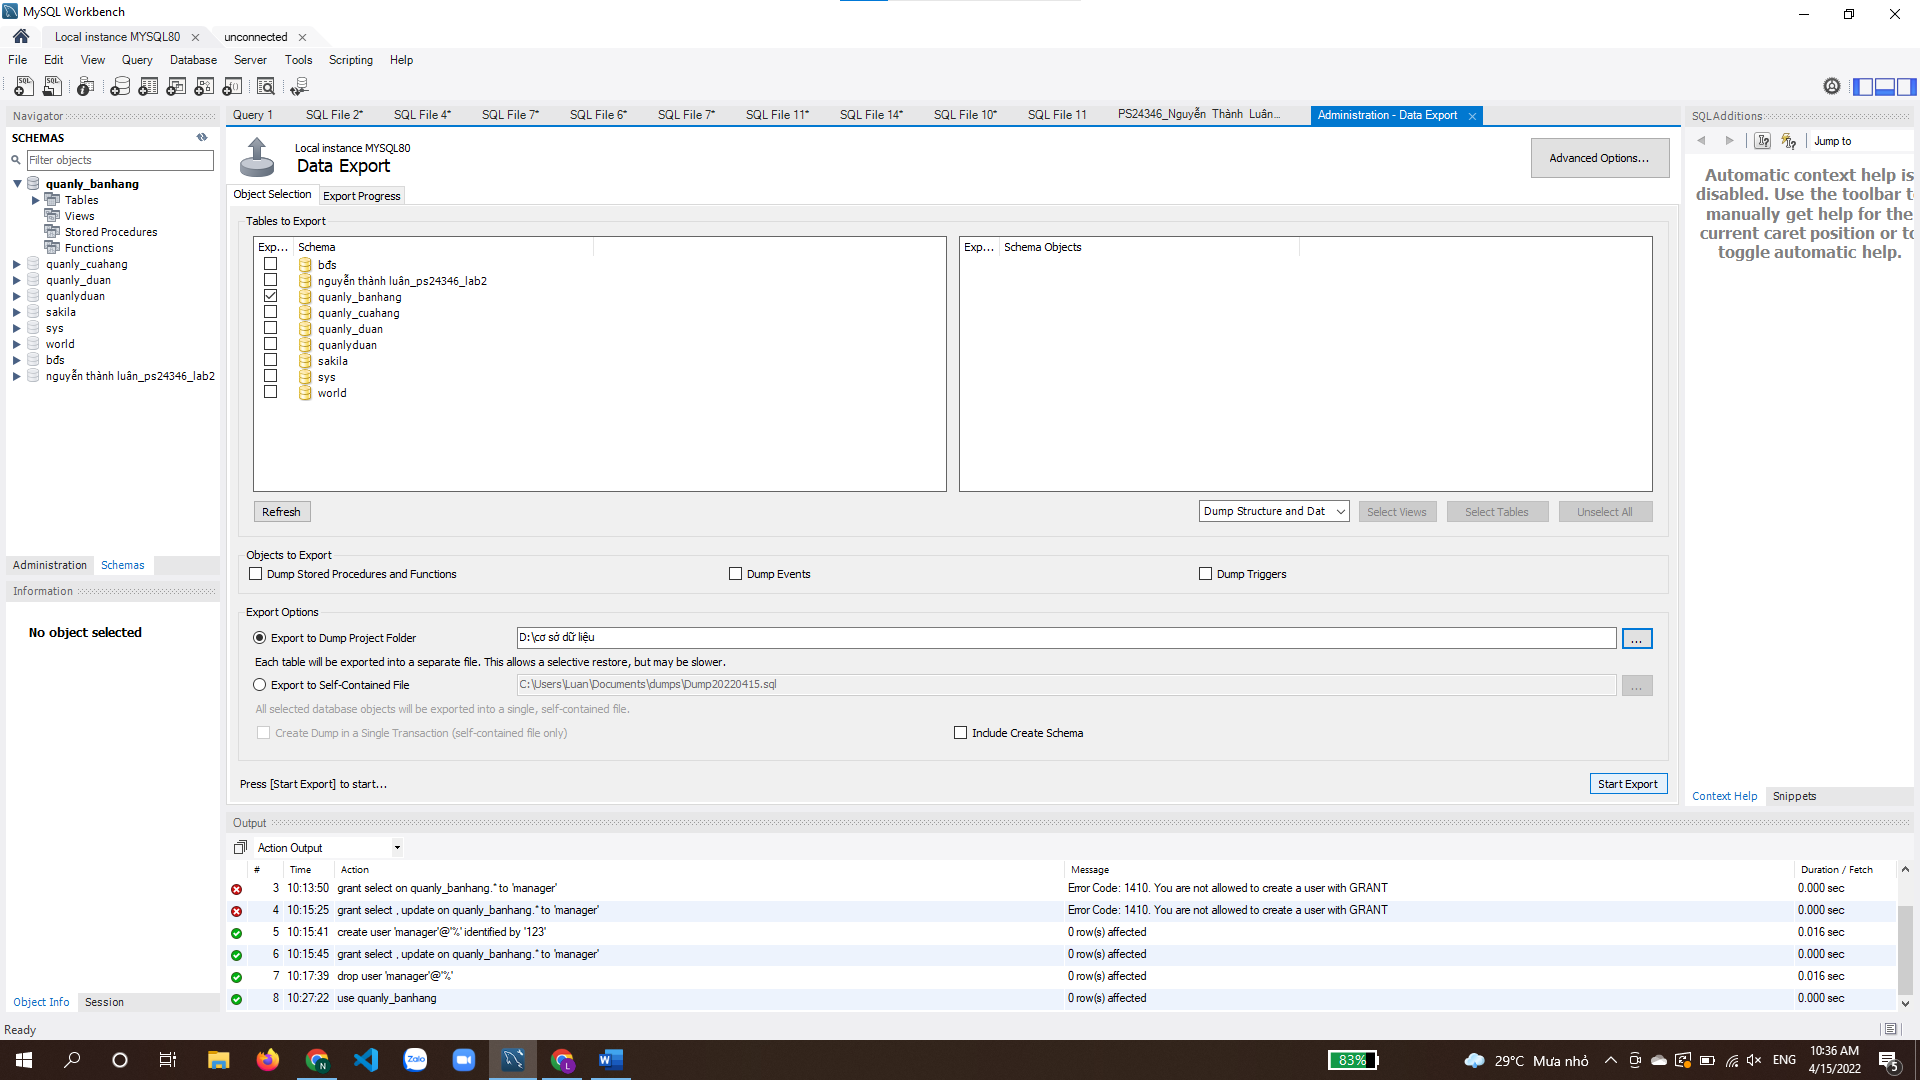 MySQL Workbench
Local instance MYSQL80
unconnected
File Edit View Query Database Server Tools Scripting Help
Navigator
SCHEMAS
Filter objects
quanly_banhang
Tables
Views
Stored Procedures
Functions
quanly_cuahang
quanly_duan
quanlyduan
sakila
sys
world
bđs
nguyễn thành luân_ps24346_lab2
Administration Schemas
Information
No object selected
Object Info Session
Query 1 SQL File 2* SQL File 4* SQL File 7* SQL File 6* SQL File 7* SQL File 11* SQL File 14* SQL File 10* SQL File 11 PS24346_Nguyễn Thành Luân... Administration - Data Export
Local instance MYSQL80
Data Export
Advanced Options...
Object Selection Export Progress
Tables to Export
Exp... Schema
bđs
nguyễn thành luân_ps24346_lab2
quanly_banhang
quanly_cuahang
quanly_duan
quanlyduan
sakila
sys
world
Exp... Schema Objects
Refresh
Dump Structure and Dat
Select Views
Select Tables
Unselect All
Objects to Export
Dump Stored Procedures and Functions
Dump Events
Dump Triggers
Export Options
Export to Dump Project Folder
D:\cơ sở dữ liệu
...
Each table will be exported into a separate file. This allows a selective restore, but may be slower.
Export to Self-Contained File
C:\Users\Luan\Documents\dumps\Dump20220415.sql
...
All selected database objects will be exported into a single, self-contained file.
Create Dump in a Single Transaction (self-contained file only)
Include Create Schema
Press [Start Export] to start...
Start Export
SQLAdditions
Jump to
Automatic context help is
disabled. Use the toolbar t
manually get help for the
current caret position or to
toggle automatic help.
Context Help Snippets
Output
Action Output
# Time Action Message Duration / Fetch
3 10:13:50 grant select on quanly_banhang.* to 'manager' Error Code: 1410. You are not allowed to create a user with GRANT 0.000 sec
4 10:15:25 grant select , update on quanly_banhang.* to 'manager' Error Code: 1410. You are not allowed to create a user with GRANT 0.000 sec
5 10:15:41 create user 'manager'@'%' identified by '123' 0 row(s) affected 0.016 sec
6 10:15:45 grant select , update on quanly_banhang.* to 'manager' 0 row(s) affected 0.000 sec
7 10:17:39 drop user 'manager'@'%' 0 row(s) affected 0.016 sec
8 10:27:22 use quanly_banhang 0 row(s) affected 0.000 sec
Ready
Zalo
83%
29°C Mưa nhỏ
ENG
10:36 AM
4/15/2022
5